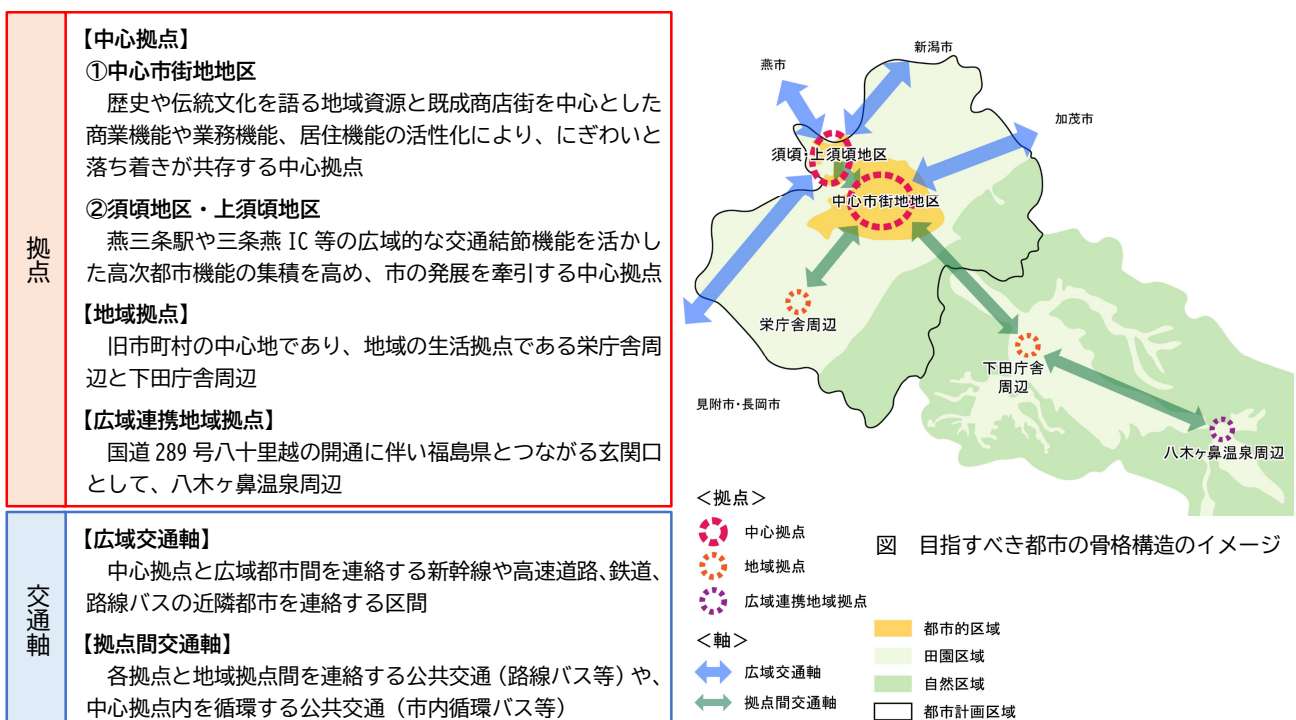 拠点
【中心拠点】
①中心市街地地区
歴史や伝統文化を語る地域資源と既成商店街を中心とした
商業機能や業務機能、居住機能の活性化により、にぎわいと
落ち着きが共存する中心拠点
②須頃地区・上須頃地区
燕三条駅や三条燕 IC 等の広域的な交通結節機能を活かし
た高次都市機能の集積を高め、市の発展を牽引する中心拠点
【地域拠点】
旧市町村の中心地であり、地域の生活拠点である栄庁舎周
辺と下田庁舎周辺
【広域連携地域拠点】
国道 289 号八十里越の開通に伴い福島県とつながる玄関口
として、八木ヶ鼻温泉周辺
交通軸
【広域交通軸】
中心拠点と広域都市間を連絡する新幹線や高速道路、鉄道、
路線バスの近隣都市を連絡する区間
【拠点間交通軸】
各拠点と地域拠点間を連絡する公共交通(路線バス等)や、
中心拠点内を循環する公共交通(市内循環バス等)
新潟市
燕市
加茂市
須頃・上須頃地区
中心市街地地区
栄庁舎周辺
下田庁舎
周辺
見附市・長岡市
八木ヶ鼻温泉周辺
<拠点>
中心拠点
地域拠点
広域連携地域拠点
<軸>
広域交通軸
拠点間交通軸
図 目指すべき都市の骨格構造のイメージ
都市的区域
田園区域
自然区域
都市計画区域